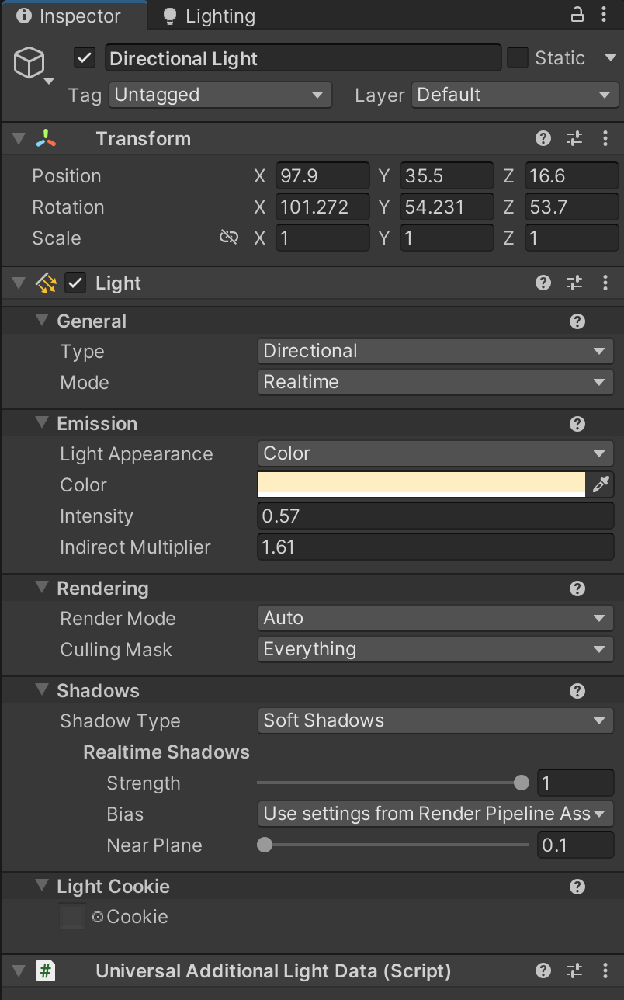 Inspector Lighting
Directional Light Static
Tag Untagged Layer Default
Transform
Position X 97.9 Y 35.5 Z 16.6
Rotation X 101.272 Y 54.231 Z 53.7
Scale X 1 Y 1 Z 1
Light
General
Type Directional
Mode Realtime
Emission
Light Appearance Color
Color
Intensity 0.57
Indirect Multiplier 1.61
Rendering
Render Mode Auto
Culling Mask Everything
Shadows
Shadow Type Soft Shadows
Realtime Shadows
Strength 1
Bias Use settings from Render Pipeline Ass
Near Plane 0.1
Light Cookie
Cookie
# Universal Additional Light Data (Script)